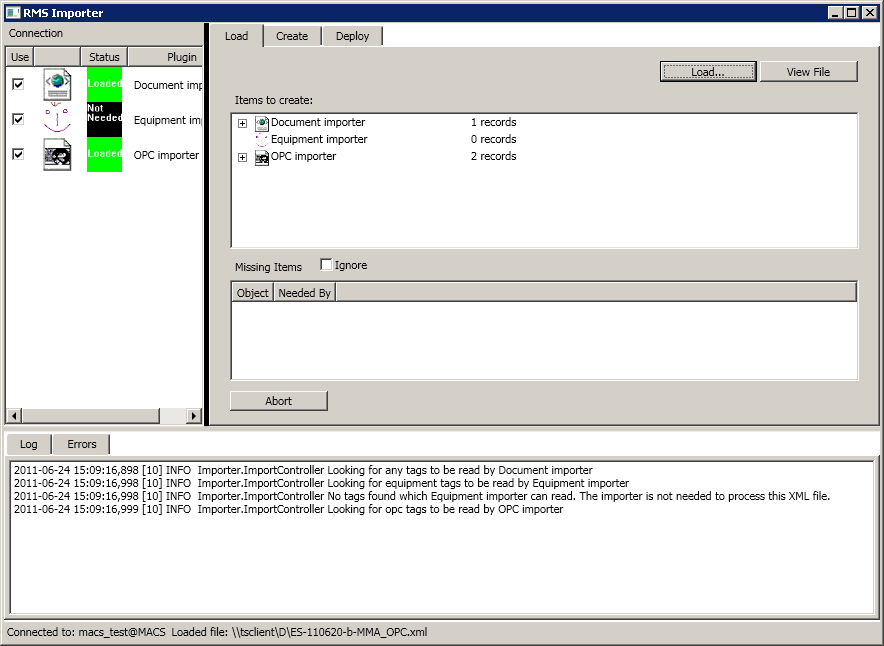 RMS Importer
Connection
Use Status Plugin
Loaded Document imp
Not Needed Equipment im
Loaded OPC importer
Load Create Deploy
Load... View File
Items to create:
Document importer 1 records
Equipment importer 0 records
OPC importer 2 records
Missing Items Ignore
Object Needed By
Abort
Log Errors
2011-06-24 15:09:16,898 [10] INFO Importer.ImportController Looking for any tags to be read by Document importer
2011-06-24 15:09:16,998 [10] INFO Importer.ImportController Looking for equipment tags to be read by Equipment importer
2011-06-24 15:09:16,998 [10] INFO Importer.ImportController No tags found which Equipment importer can read. The importer is not needed to process this XML file.
2011-06-24 15:09:16,999 [10] INFO Importer.ImportController Looking for opc tags to be read by OPC importer
Connected to: macs_test@MACS Loaded file: \\tsclient\D\ES-110620-b-MMA_OPC.xml